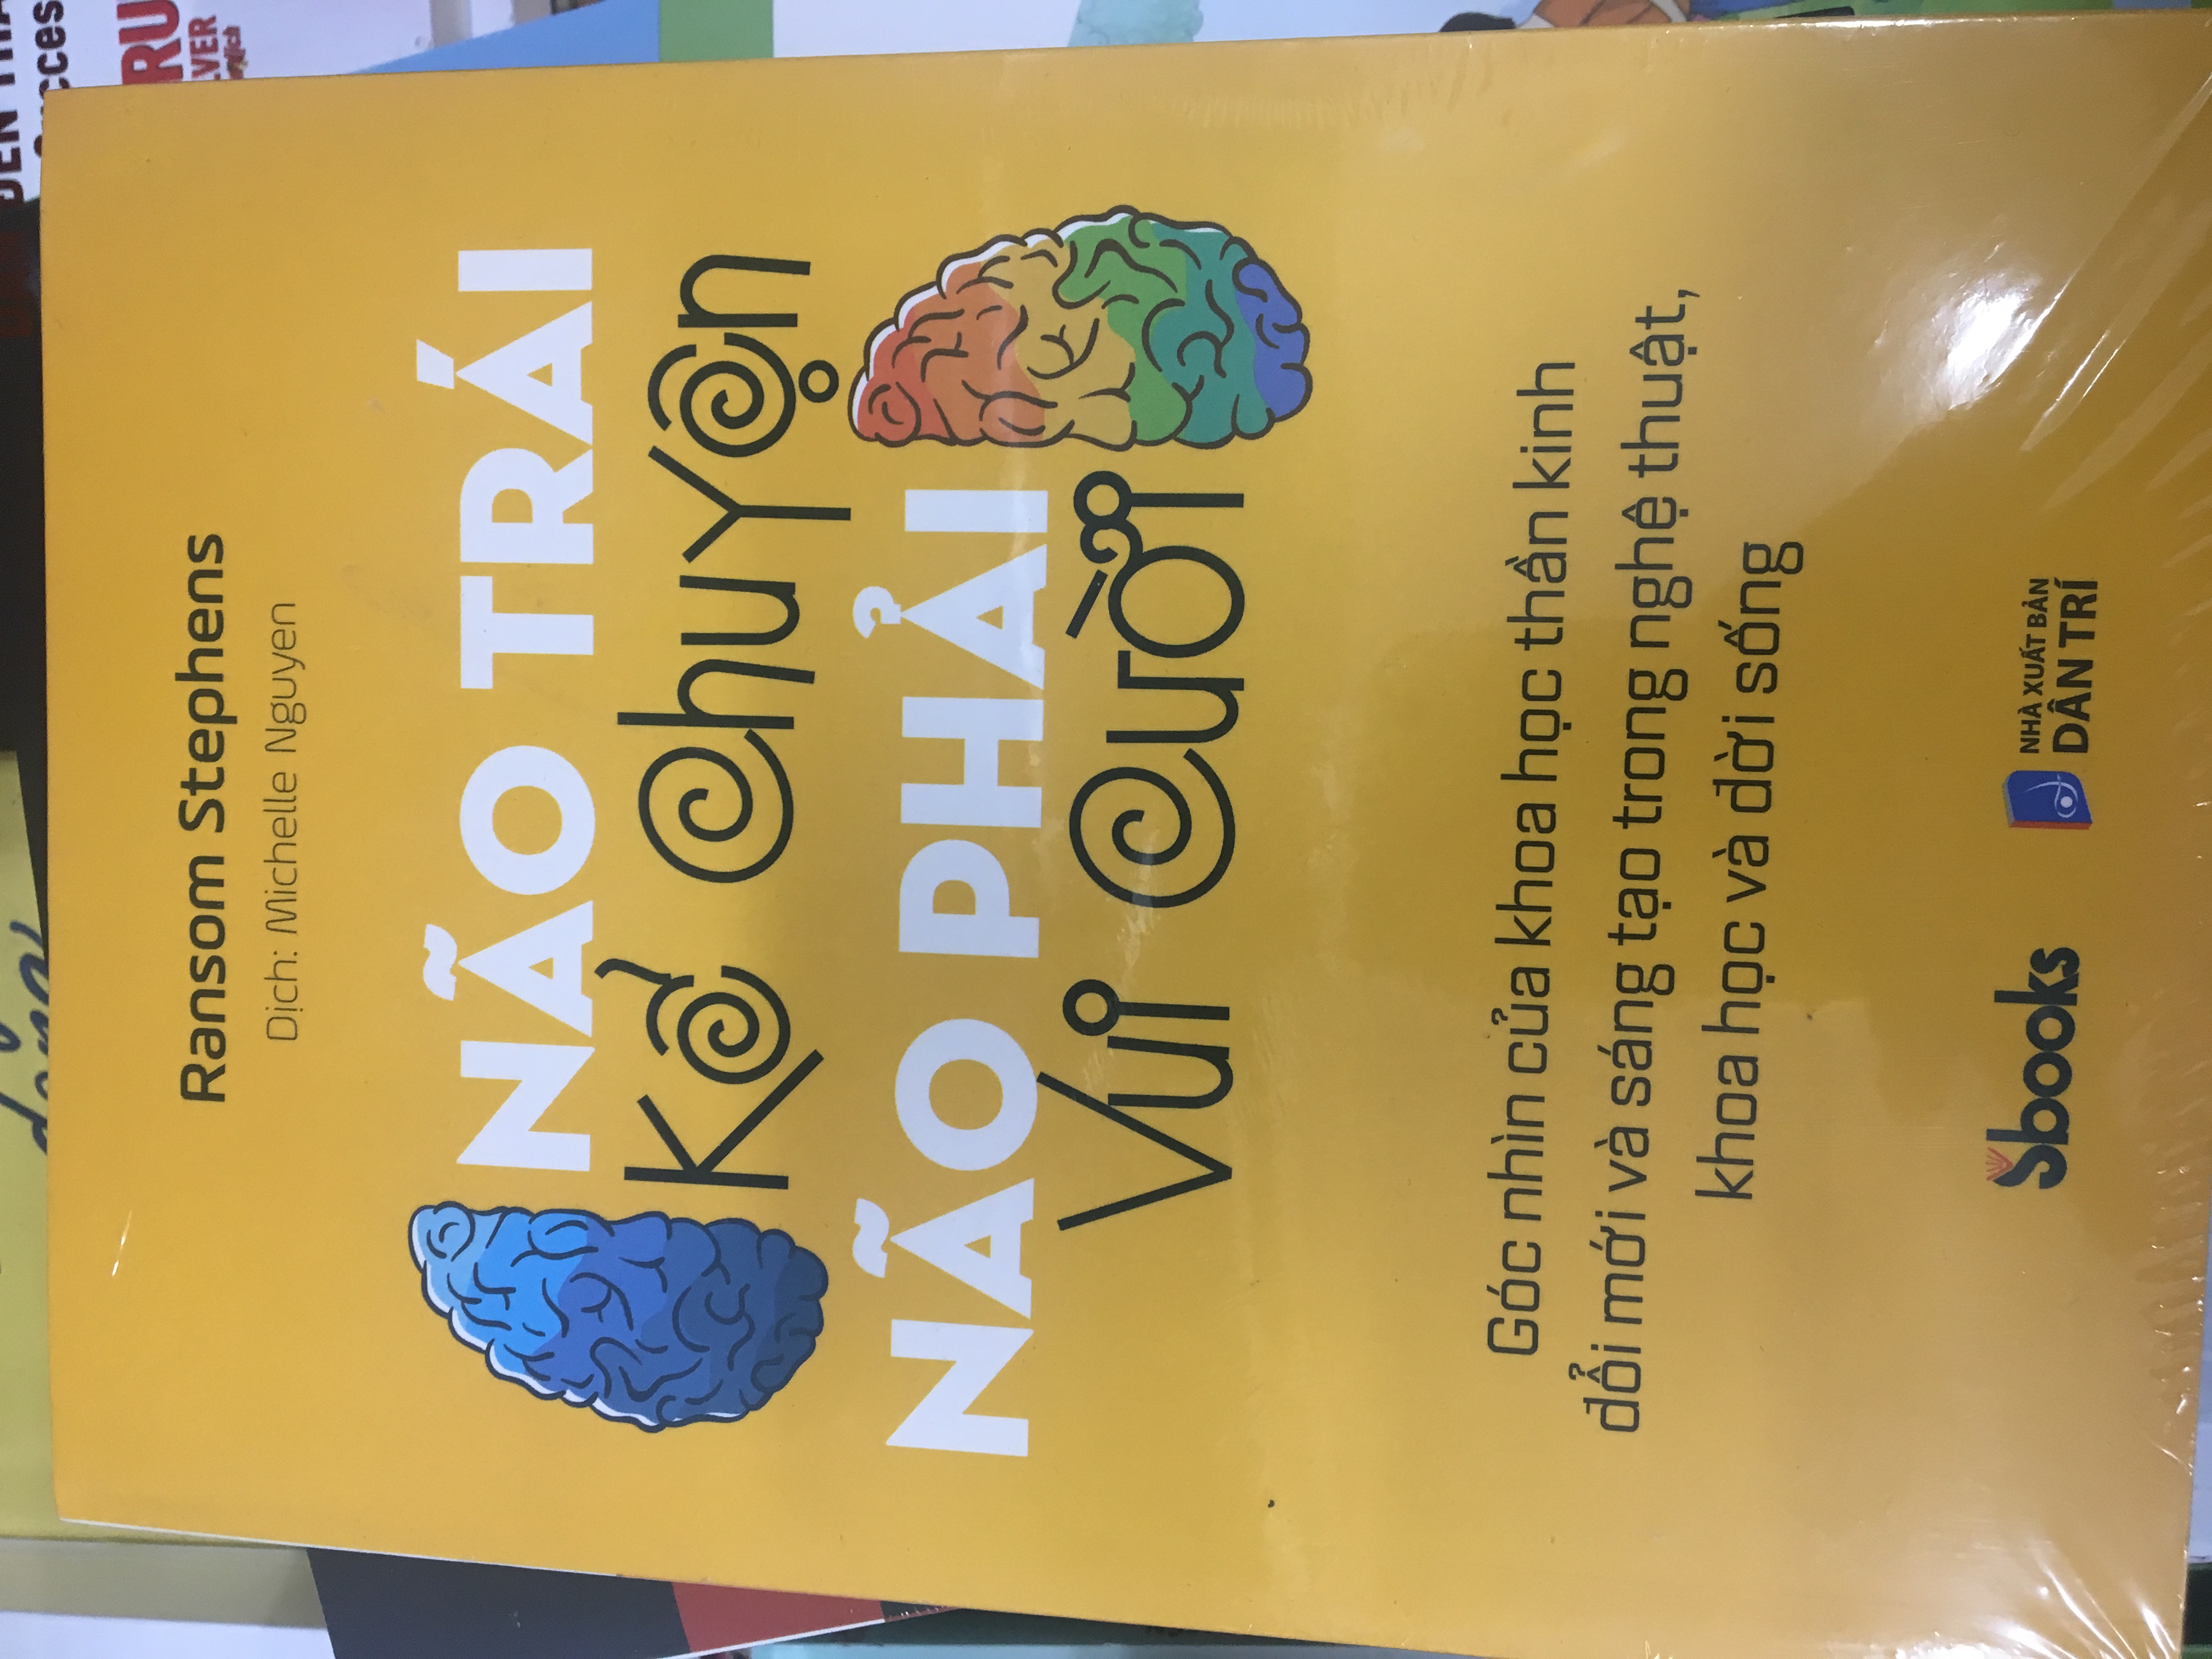 Ransom Stephens
Dịch: Michelle Nguyen
NÃO TRÁI
Kể Chuyện
NÃO PHẢI
Vui Cười
Góc nhìn của khoa học thần kinh
đổi mới và sáng tạo trong nghệ thuật,
khoa học và đời sống
Sbooks
NHÀ XUẤT BẢN
DÂN TRÍ